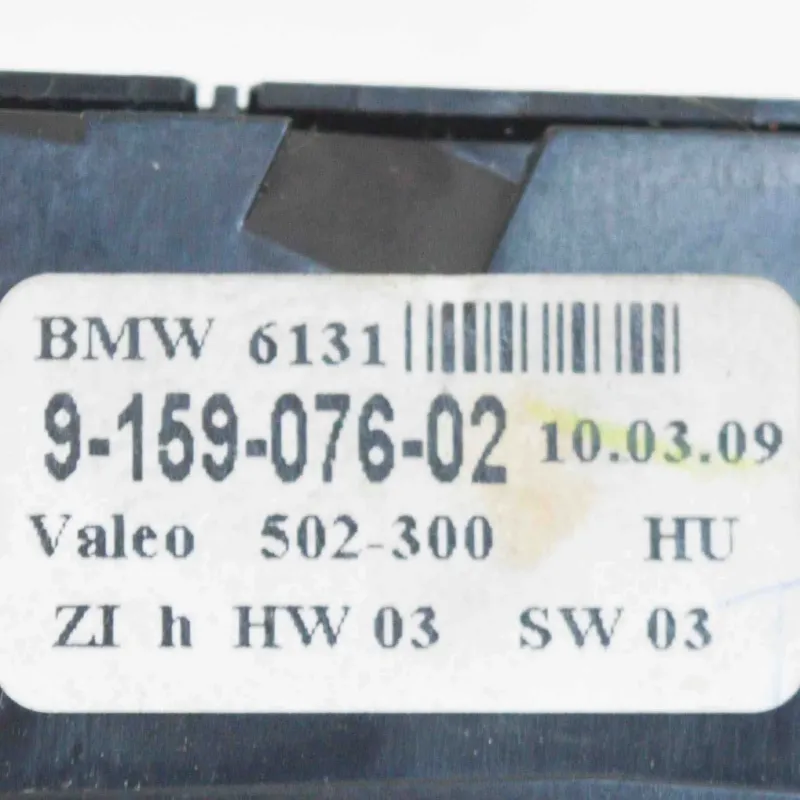 BMW 6131
9-159-076-02 10.03.09
Valeo 502-300 HU
ZI h HW 03 SW 03